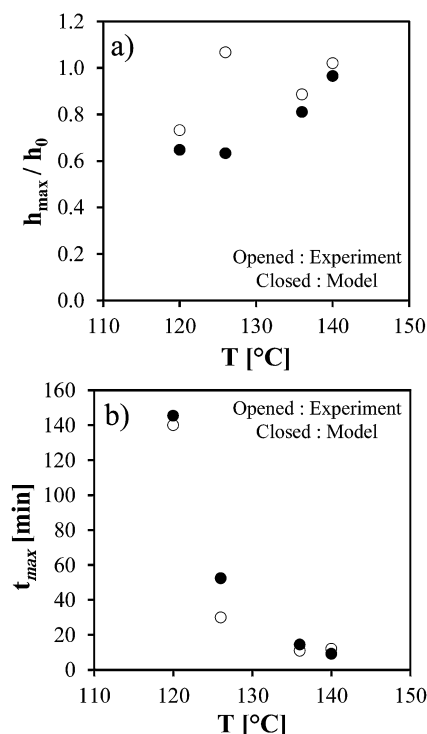 1.2
a)
1.0
0.8
0.6
0.4
0.2
0.0
h_max / h_0
Opened : Experiment
Closed : Model
110 120 130 140 150
T [°C]
160
b)
140
120
100
80
60
40
20
0
t_max [min]
Opened : Experiment
Closed : Model
110 120 130 140 150
T [°C]